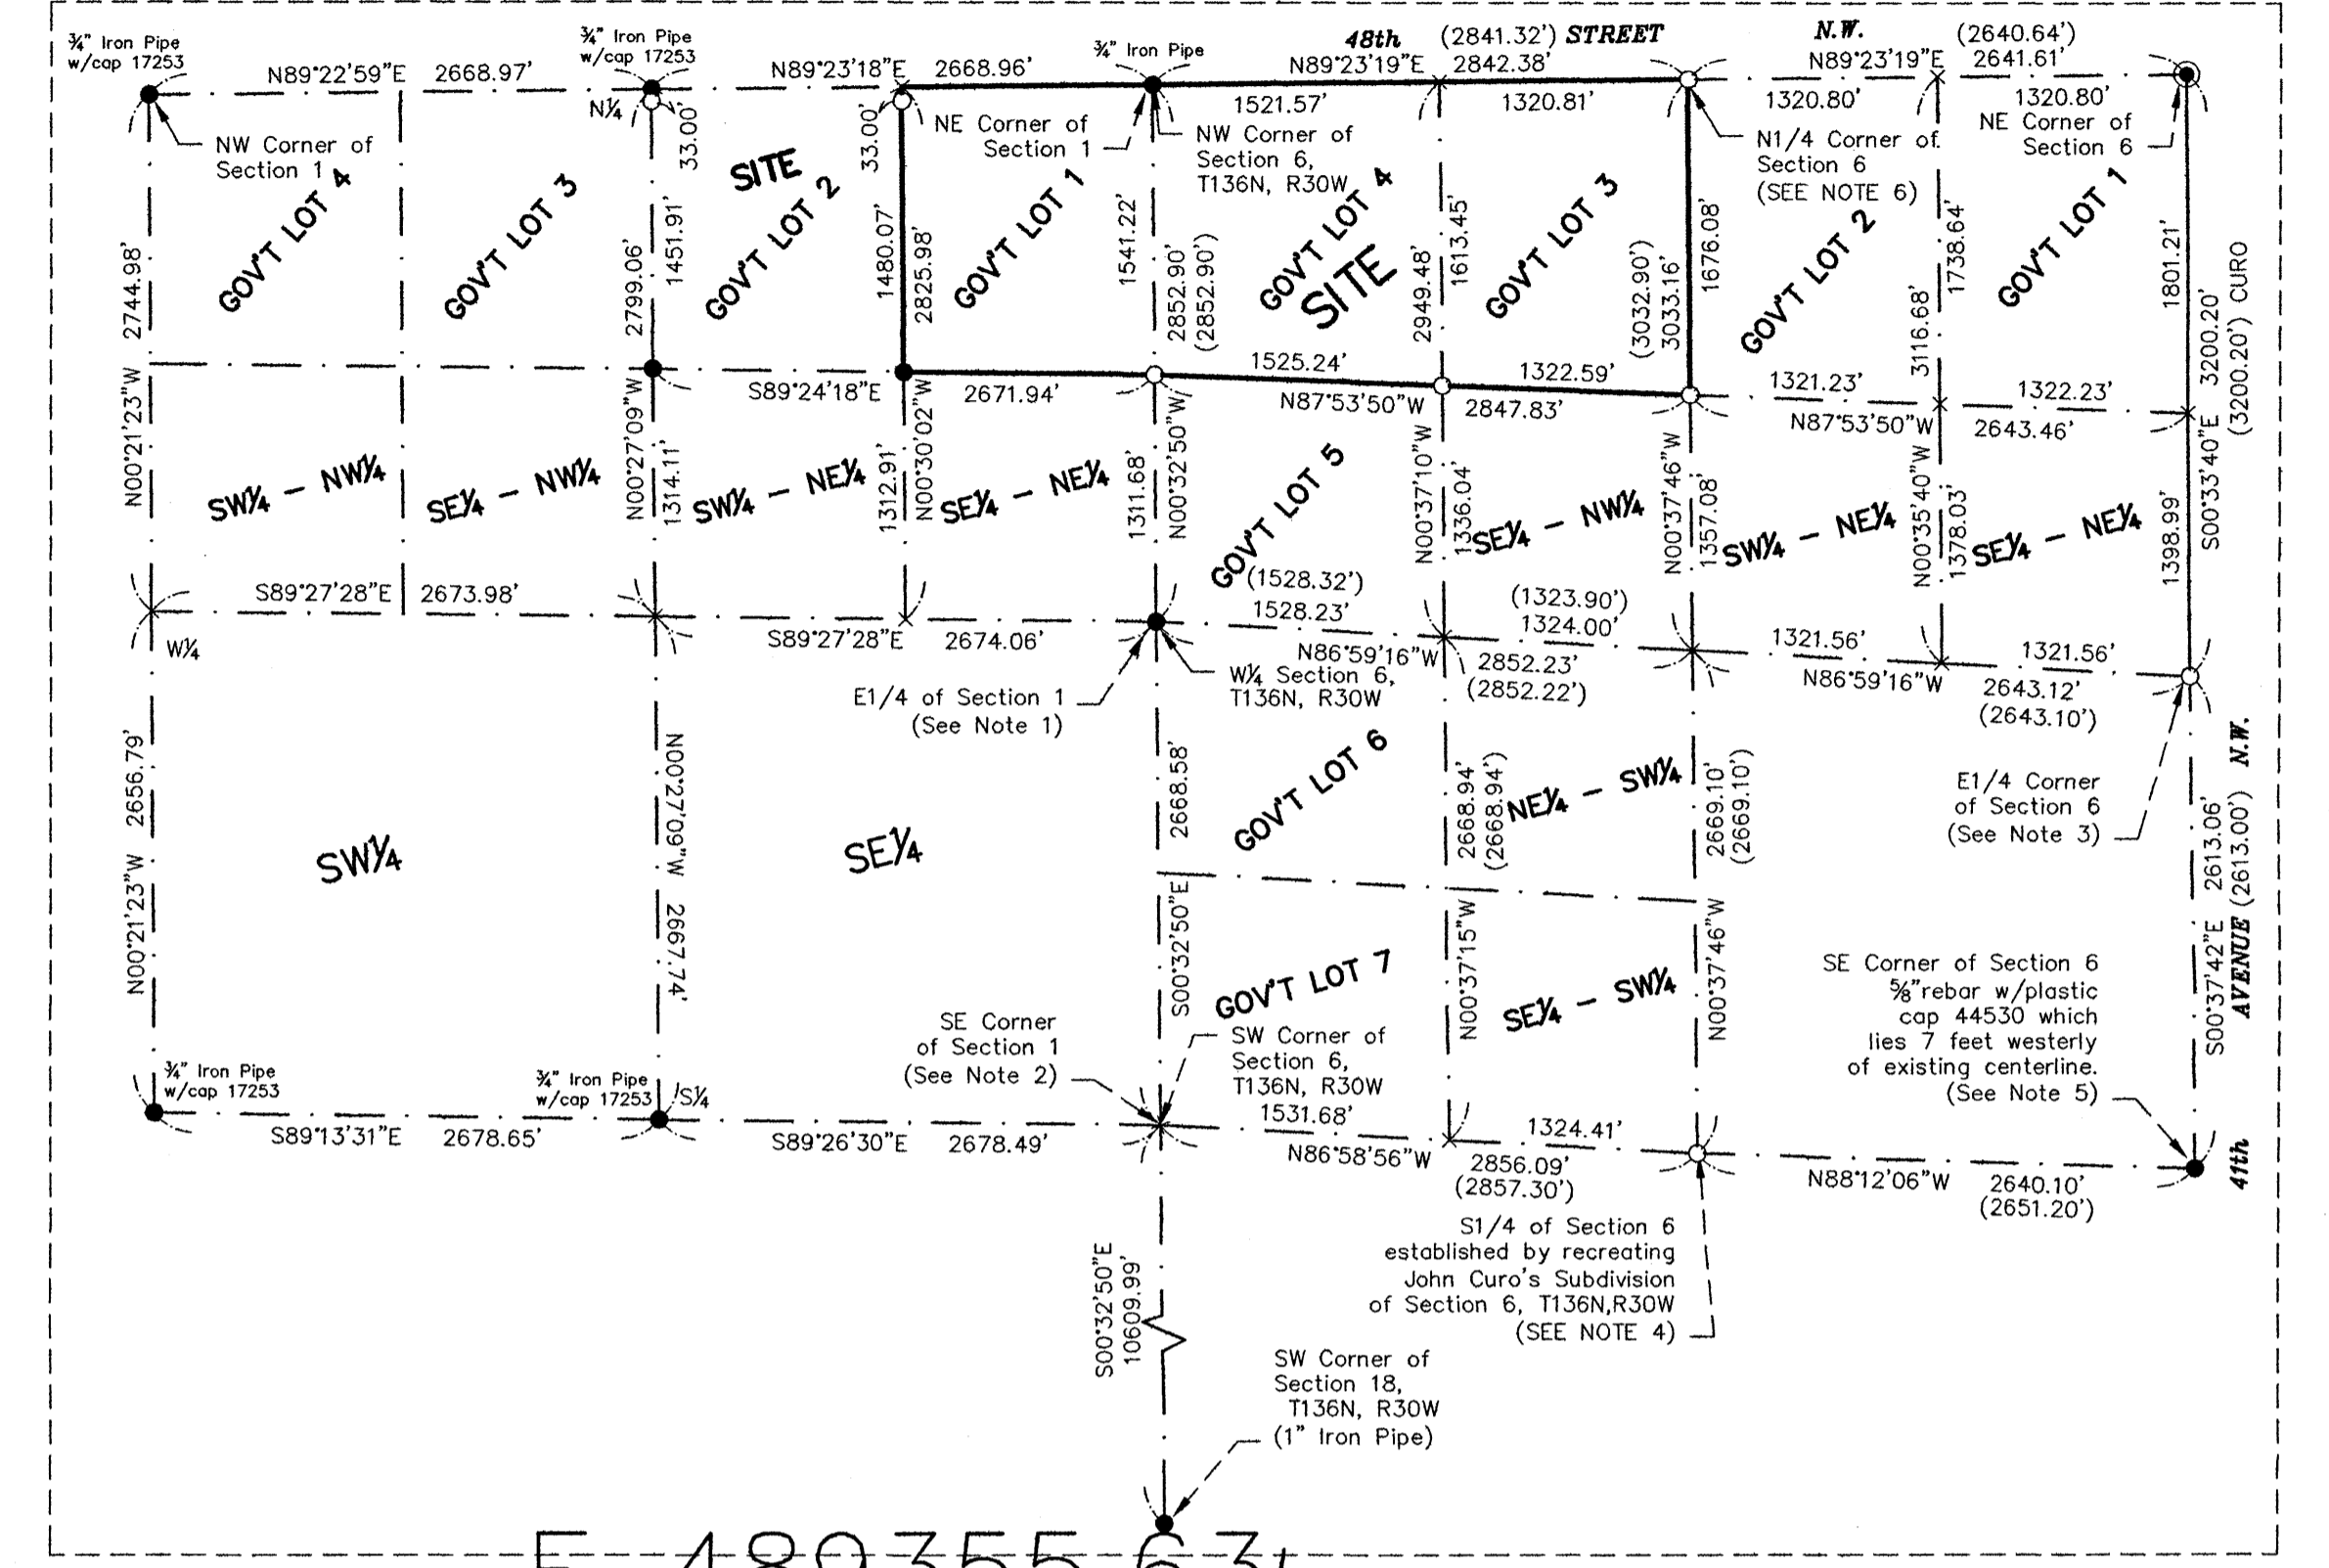 48th (2841.32') STREET N.W. (2640.64')
¾" Iron Pipe
w/cap 17253
¾" Iron Pipe
w/cap 17253
¾" Iron Pipe
N89°22'59"E 2668.97'
N89°23'18"E 2668.96'
N89°23'19"E 2842.38'
N89°23'19"E 2641.61'
1521.57'
1320.81'
1320.80'
1320.80'
N¼
33.00'
33.00'
NW Corner of
Section 1
NE Corner of
Section 1
NW Corner of
Section 6,
T136N, R30W
N1/4 Corner of
Section 6
(SEE NOTE 6)
NE Corner of
Section 6
GOV'T LOT 4
GOV'T LOT 3
SITE
GOV'T LOT 2
GOV'T LOT 1
GOV'T LOT 4
SITE
GOV'T LOT 3
GOV'T LOT 2
GOV'T LOT 1
2744.98'
2799.06'
1451.91'
1480.07'
2825.98'
1541.22'
2852.90'
(2852.90')
2949.48'
1613.45'
(3032.90')
3033.16'
1676.08'
3116.68'
1738.64'
1801.21'
3200.20'
(3200.20') CURO
S89°24'18"E 2671.94'
1525.24'
N87°53'50"W 2847.83'
1322.59'
1321.23'
N87°53'50"W 2643.46'
1322.23'
N00°21'23"W
N00°27'09"W
1314.11'
1312.91'
N00°30'02"W
1311.68'
N00°32'50"W
N00°37'10"W
1336.04'
N00°37'46"W
1357.08'
N00°35'40"W
1378.03'
1398.99'
S00°33'40"E
SW¼ - NW¼
SE¼ - NW¼
SW¼ - NE¼
SE¼ - NE¼
GOV'T LOT 5
SE¼ - NW¼
SW¼ - NE¼
SE¼ - NE¼
S89°27'28"E 2673.98'
S89°27'28"E 2674.06'
(1528.32')
1528.23'
N86°59'16"W 2852.23'
(2852.22')
(1323.90')
1324.00'
1321.56'
N86°59'16"W 2643.12'
(2643.10')
1321.56'
W¼
E1/4 of Section 1
(See Note 1)
W¼ Section 6,
T136N, R30W
E1/4 Corner
of Section 6
(See Note 3)
N00°21'23"W 2656.79'
N00°27'09"W 2667.74'
2668.58'
S00°32'50"E
2668.94'
(2668.94')
N00°37'15"W
2669.10'
(2669.10')
N00°37'46"W
S00°37'42"E 2613.06'
(2613.00')
41th AVENUE N.W.
SW¼
SE¼
GOV'T LOT 6
NE¼ - SW¼
GOV'T LOT 7
SE¼ - SW¼
SE Corner
of Section 1
(See Note 2)
SW Corner of
Section 6,
T136N, R30W
SE Corner of Section 6
⅝"rebar w/plastic
cap 44530 which
lies 7 feet westerly
of existing centerline.
(See Note 5)
¾" Iron Pipe
w/cap 17253
¾" Iron Pipe
w/cap 17253
S¼
S89°13'31"E 2678.65'
S89°26'30"E 2678.49'
1531.68'
N86°58'56"W 2856.09'
(2857.30')
1324.41'
N88°12'06"W 2640.10'
(2651.20')
S1/4 of Section 6
established by recreating
John Curo's Subdivision
of Section 6, T136N,R30W
(SEE NOTE 4)
S00°32'50"E
10609.99'
SW Corner of
Section 18,
T136N, R30W
(1" Iron Pipe)